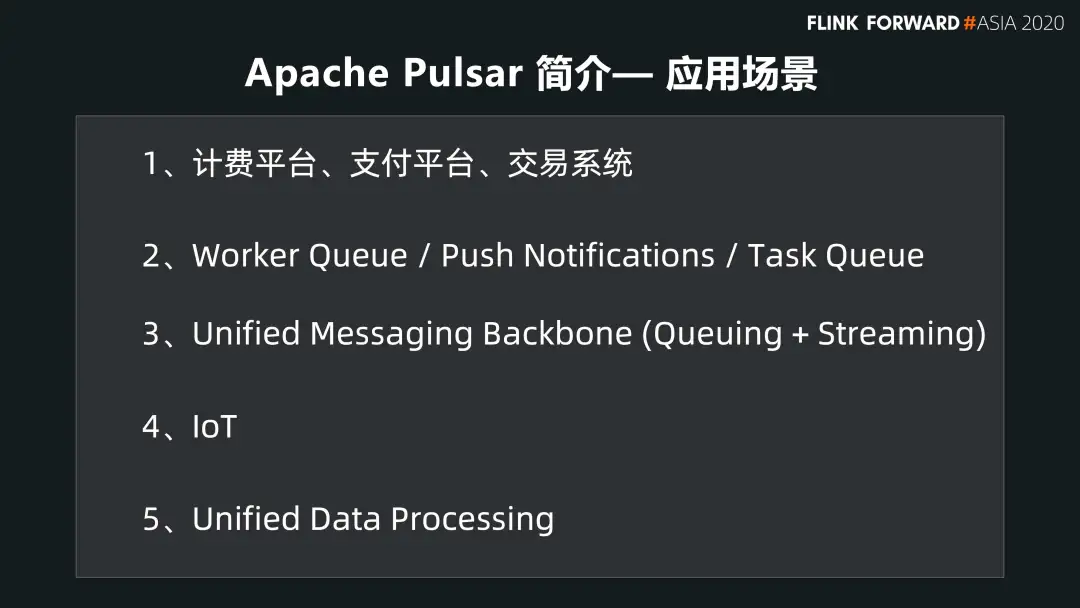 FLINK FORWARD #ASIA 2020
Apache Pulsar 简介— 应用场景
1、计费平台、支付平台、交易系统
2、Worker Queue / Push Notifications / Task Queue
3、Unified Messaging Backbone (Queuing + Streaming)
4、IoT
5、Unified Data Processing